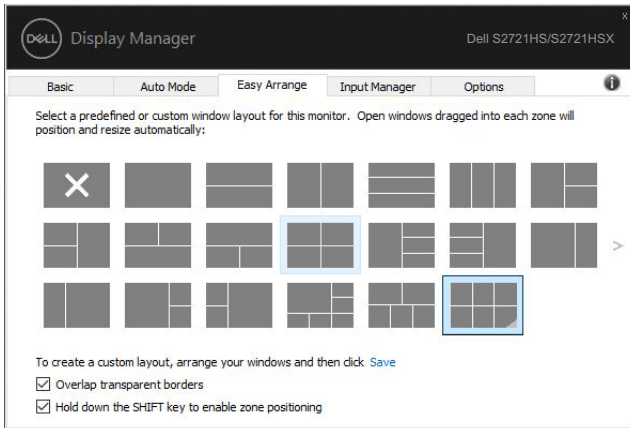 x
DELL Display Manager Dell S2721HS/S2721HSX
Basic Auto Mode Easy Arrange Input Manager Options
Select a predefined or custom window layout for this monitor. Open windows dragged into each zone will
position and resize automatically:
To create a custom layout, arrange your windows and then click Save
Overlap transparent borders
Hold down the SHIFT key to enable zone positioning